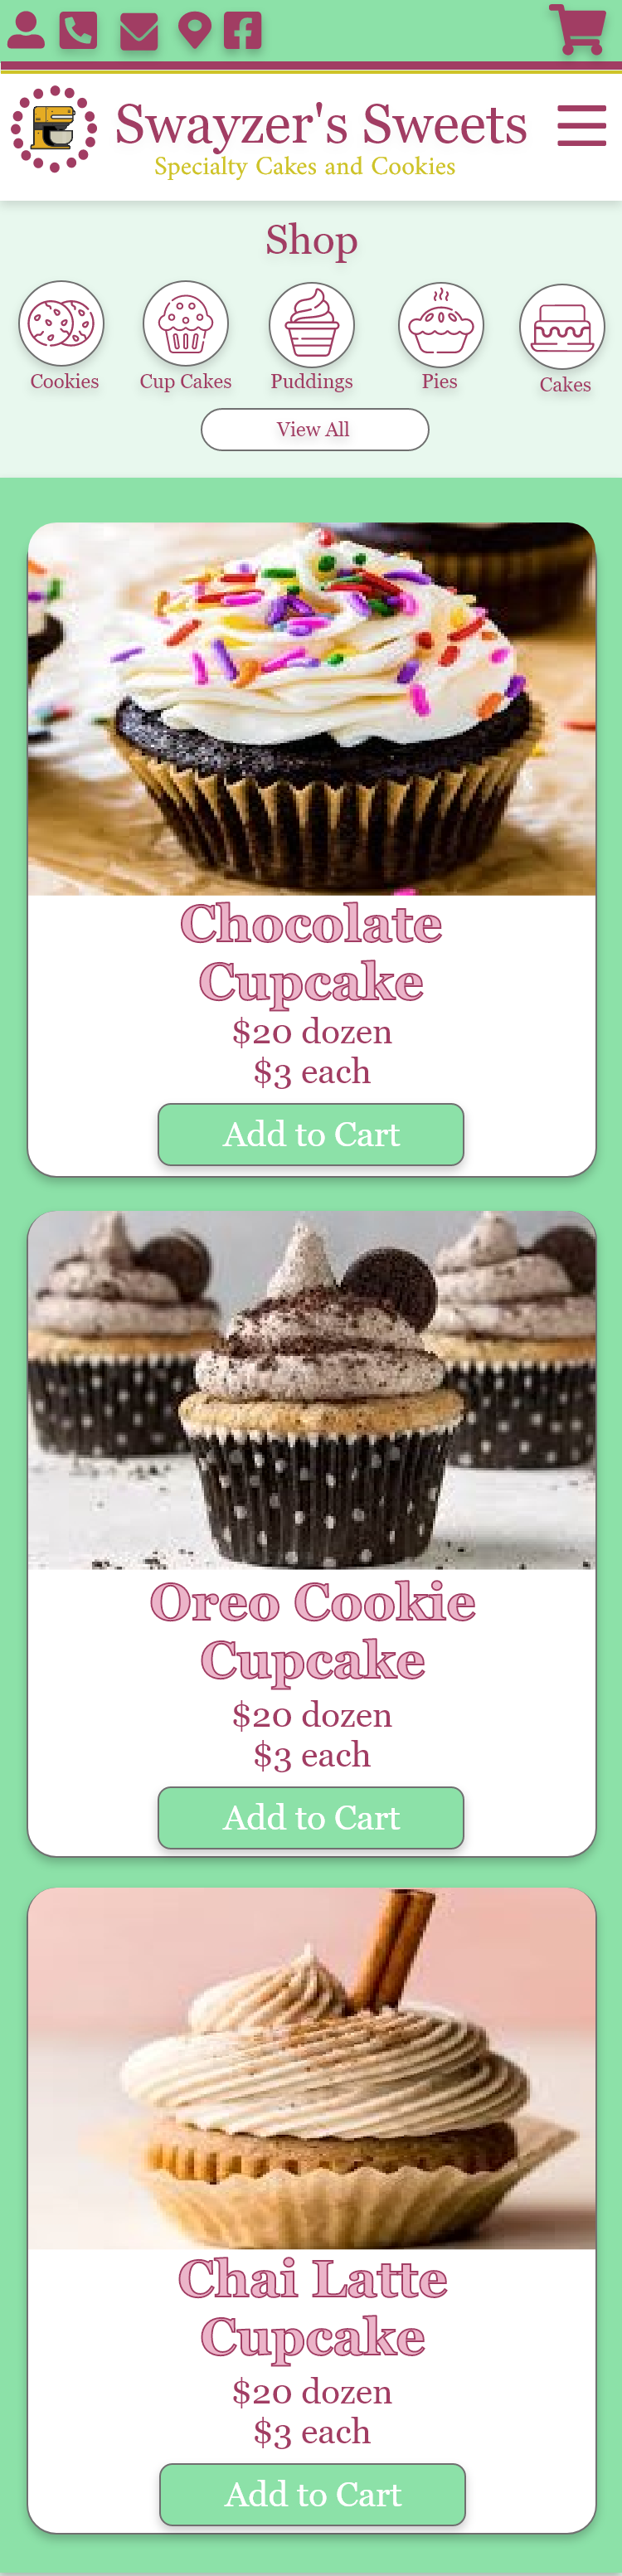 Swayzer's Sweets
Specialty Cakes and Cookies
Shop
Cookies
Cup Cakes
Puddings
Pies
Cakes
View All
Chocolate
Cupcake
$20 dozen
$3 each
Add to Cart
Oreo Cookie
Cupcake
$20 dozen
$3 each
Add to Cart
Chai Latte
Cupcake
$20 dozen
$3 each
Add to Cart